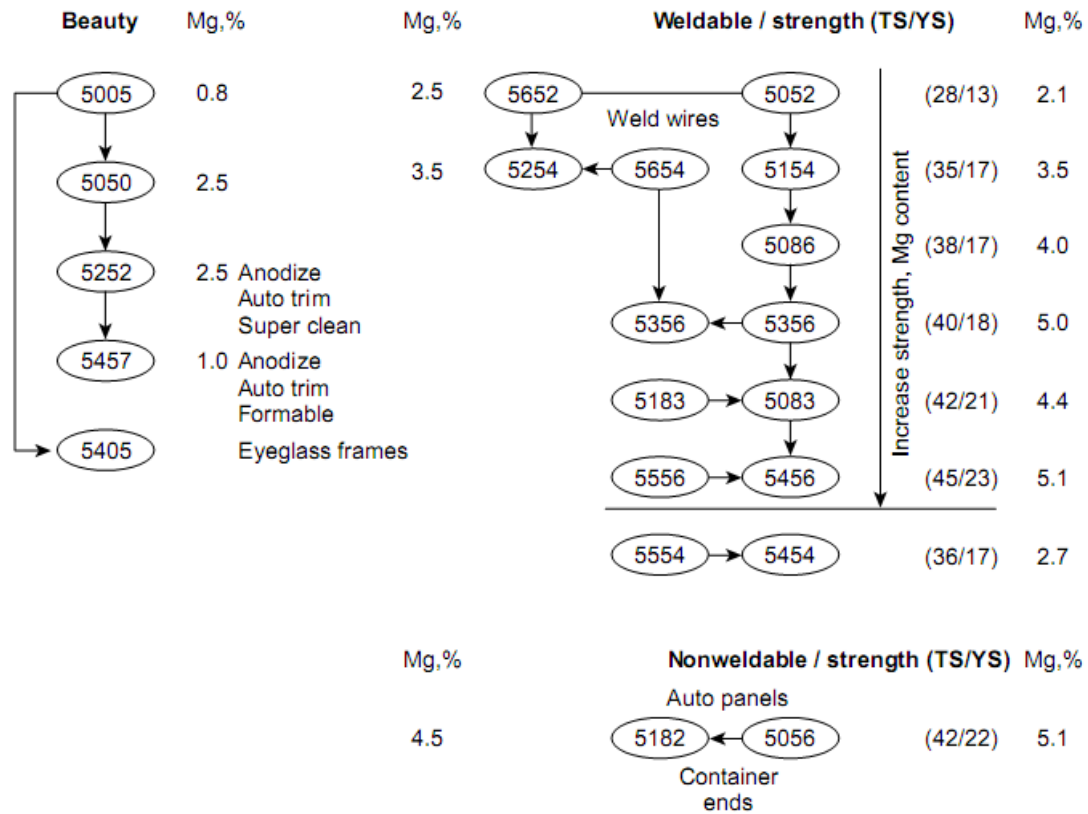 Beauty Mg,% Mg,% Weldable / strength (TS/YS) Mg,%
5005 0.8 2.5 5652 5052 (28/13) 2.1
Weld wires
5050 2.5 3.5 5254 5654 5154 (35/17) 3.5
5086 (38/17) 4.0
5252 2.5 Anodize
Auto trim
Super clean
5356 5356 (40/18) 5.0
5457 1.0 Anodize
Auto trim
Formable
5183 5083 (42/21) 4.4
Increase strength, Mg content
5405 Eyeglass frames
5556 5456 (45/23) 5.1
5554 5454 (36/17) 2.7
Mg,% Nonweldable / strength (TS/YS) Mg,%
Auto panels
4.5 5182 5056 (42/22) 5.1
Container
ends